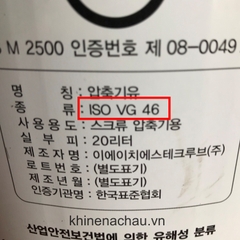 M 2500 인증번호 제 08-0049
명 칭 : 압축기유
종 류 : ISO VG 46
사 용 용 도 : 스크류 압축기용
실 부 피 : 20리터
제 조 자 명 : 이에이치에스테크루브(주)
로 트 번 호 : (별도표기)
제 조 년 월 : (별도표기)
인증기관명 : 한국표준협회
khinenachau.vn
산업안전보건법에 의한 유해성 분류